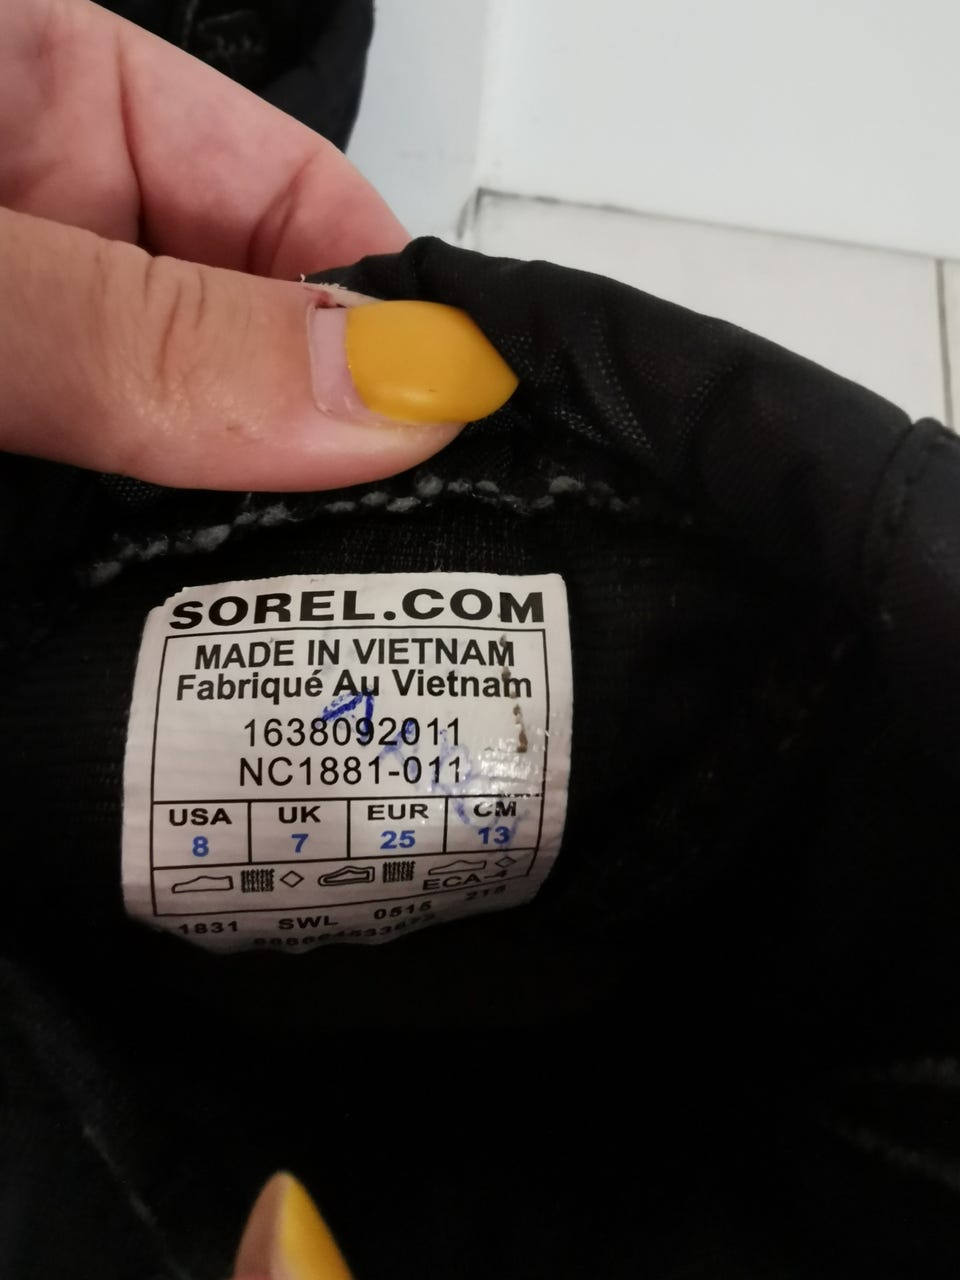 SOREL.COM
MADE IN VIETNAM
Fabriqué Au Vietnam
1638092011
NC1881-011
USA UK EUR CM
8 7 25 13
ECA-4
1831 SWL 0515